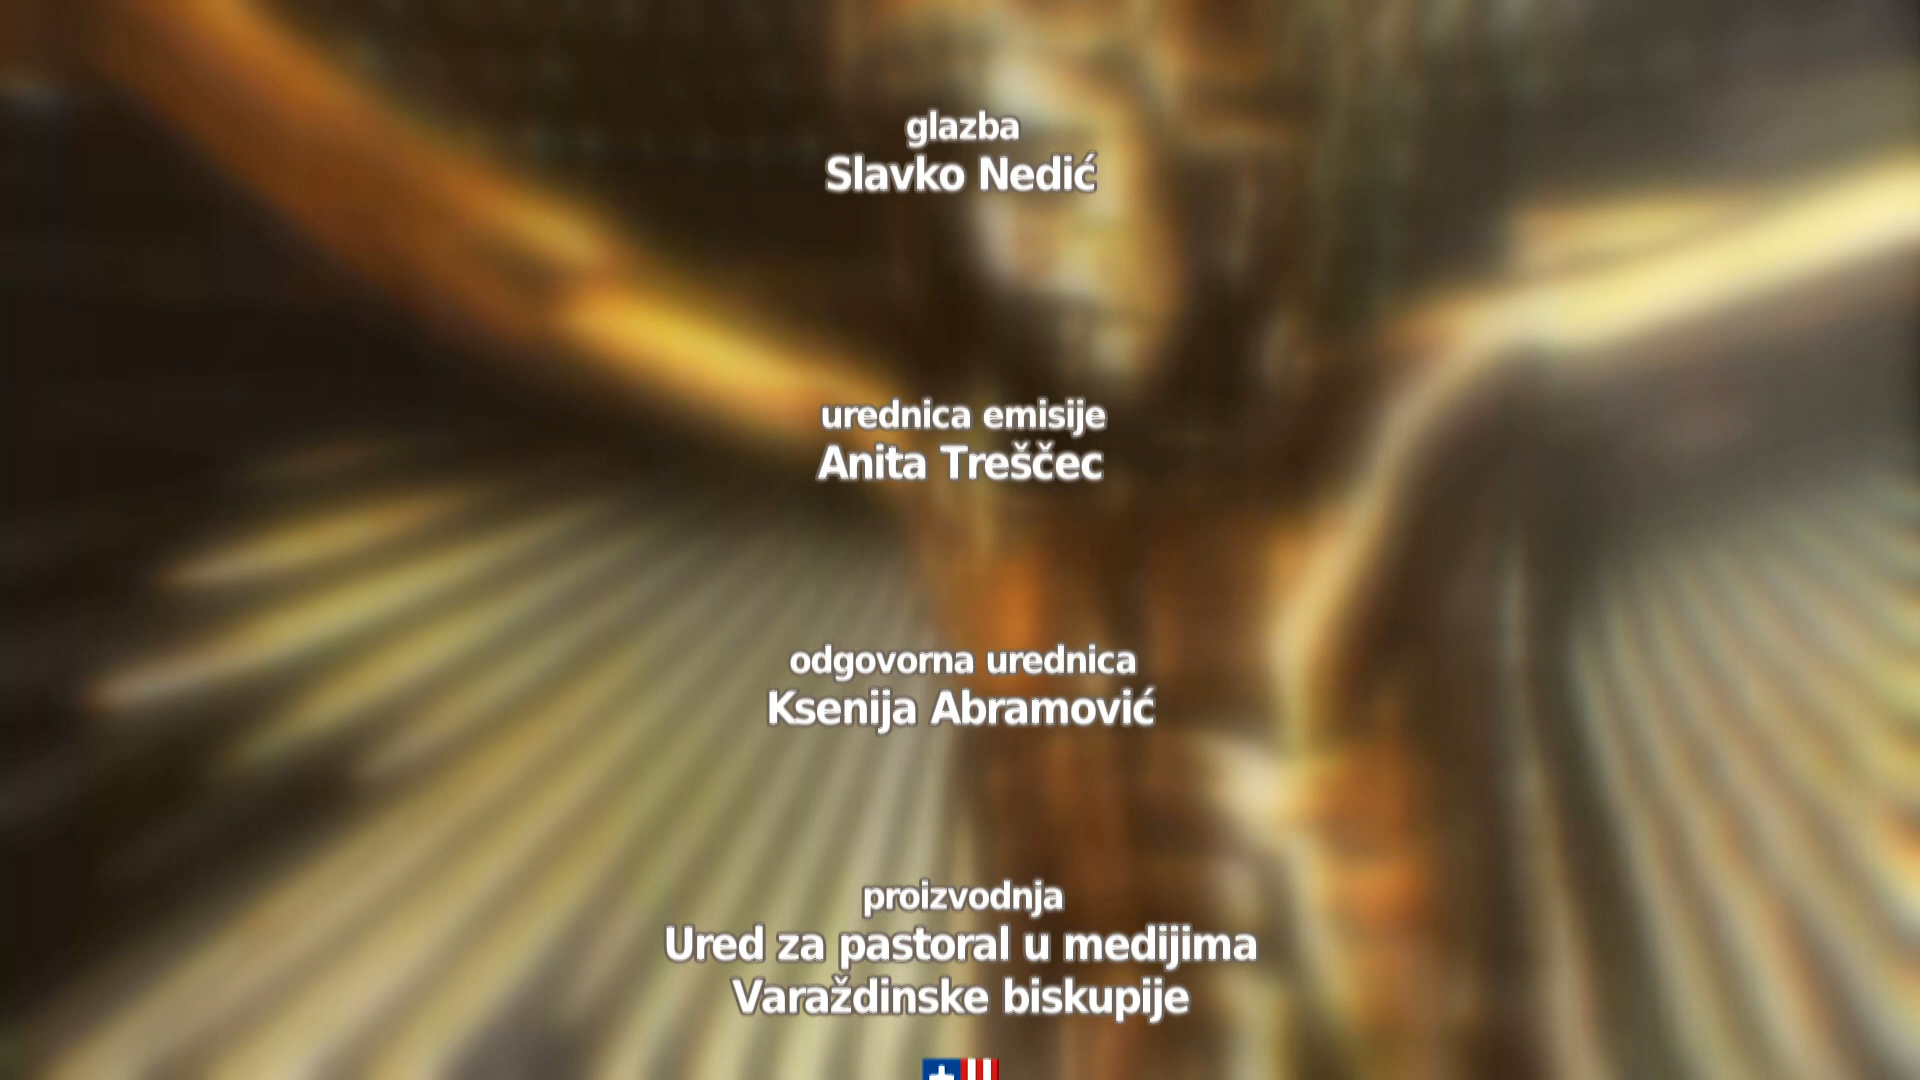 glazba
Slavko Nedić
urednica emisije
Anita Treščec
odgovorna urednica
Ksenija Abramović
proizvodnja
Ured za pastoral u medijima
Varaždinske biskupije